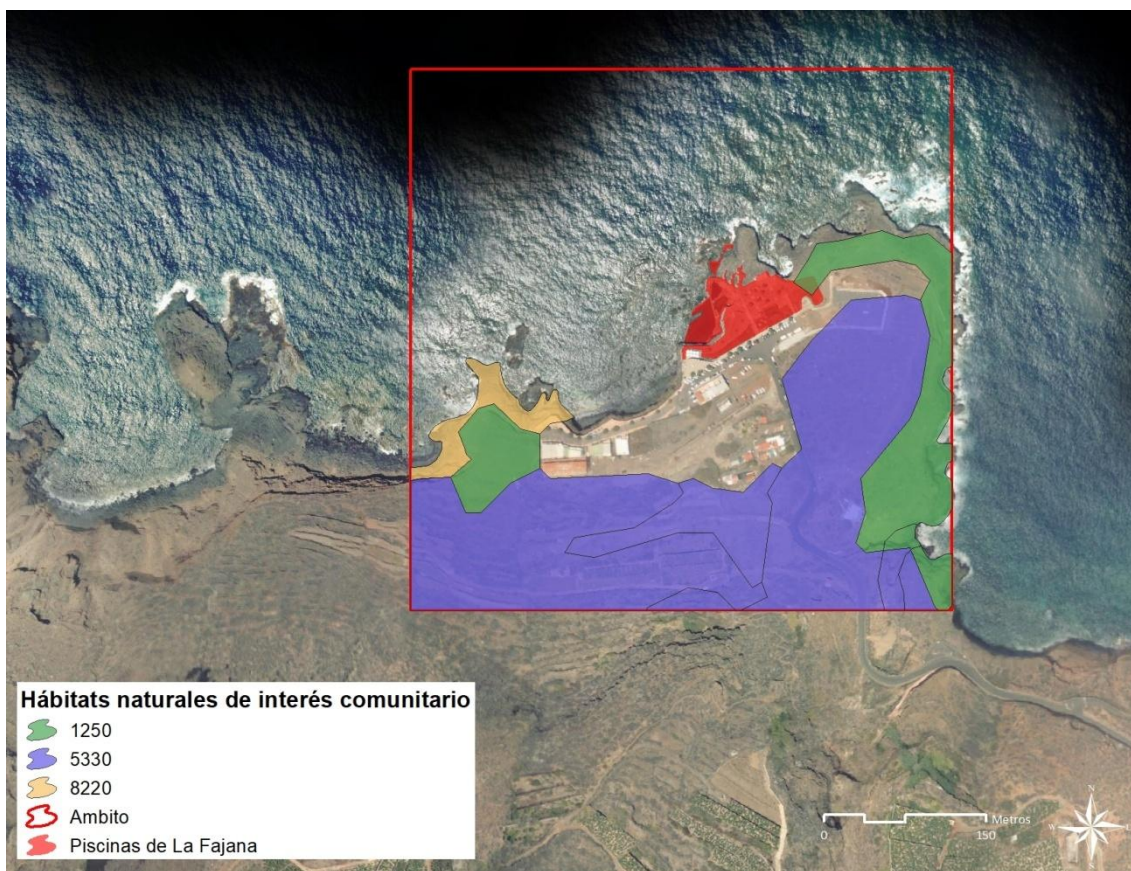 Hábitats naturales de interés comunitario
1250
5330
8220
Ambito
Piscinas de La Fajana
Metros
0 150
N
W E
S